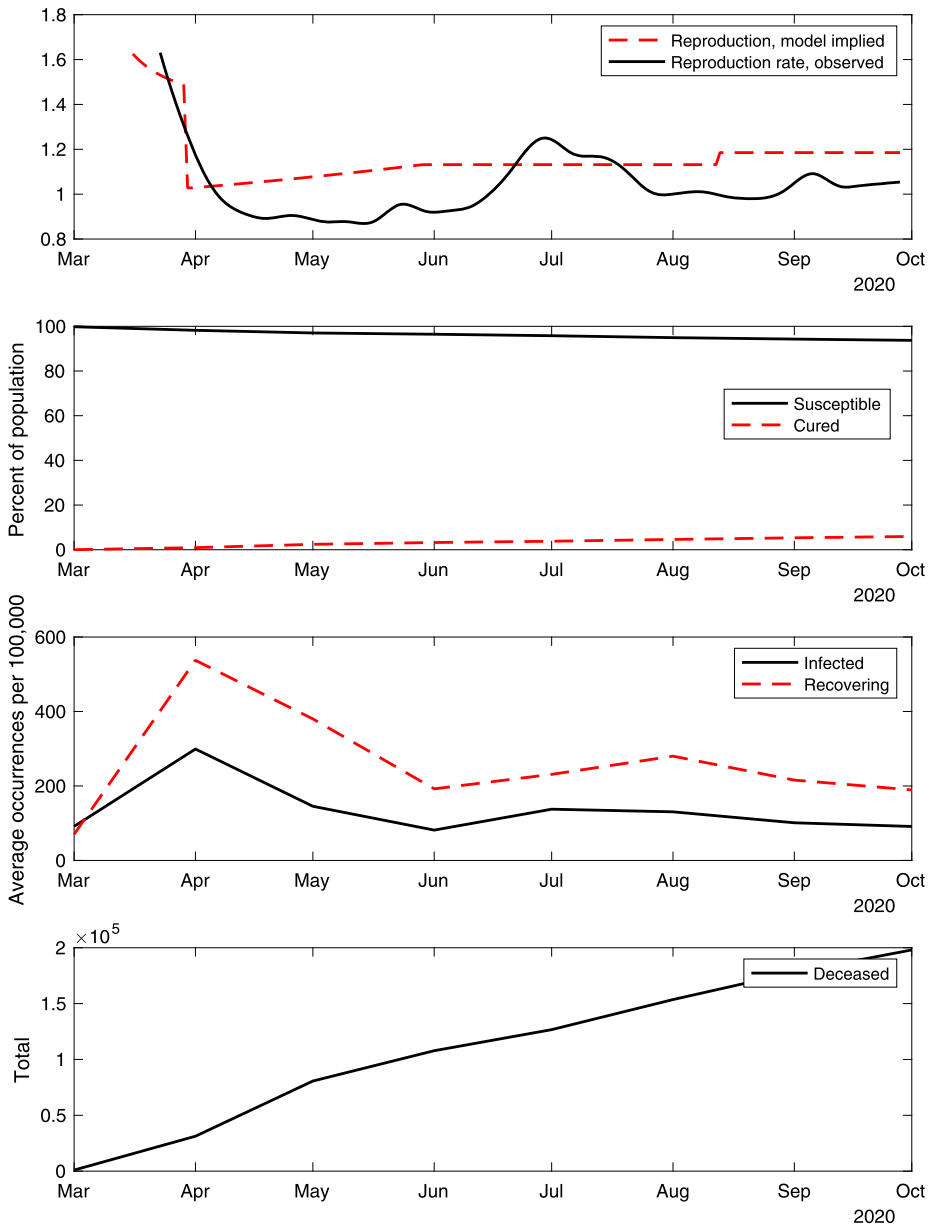 1.8
1.6
1.4
1.2
1
0.8
Reproduction, model implied
Reproduction rate, observed
Mar Apr May Jun Jul Aug Sep Oct
2020
Percent of population
100
80
60
40
20
0
Susceptible
Cured
Mar Apr May Jun Jul Aug Sep Oct
2020
Average occurrences per 100,000
600
400
200
0
Infected
Recovering
Mar Apr May Jun Jul Aug Sep Oct
2020
×10^5
Total
2
1.5
1
0.5
0
Deceased
Mar Apr May Jun Jul Aug Sep Oct
2020